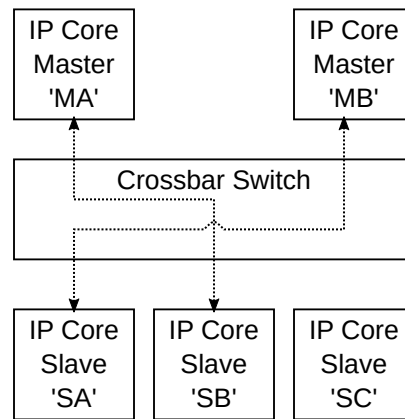 IP Core
Master
'MA'
IP Core
Master
'MB'
Crossbar Switch
IP Core
Slave
'SA'
IP Core
Slave
'SB'
IP Core
Slave
'SC'